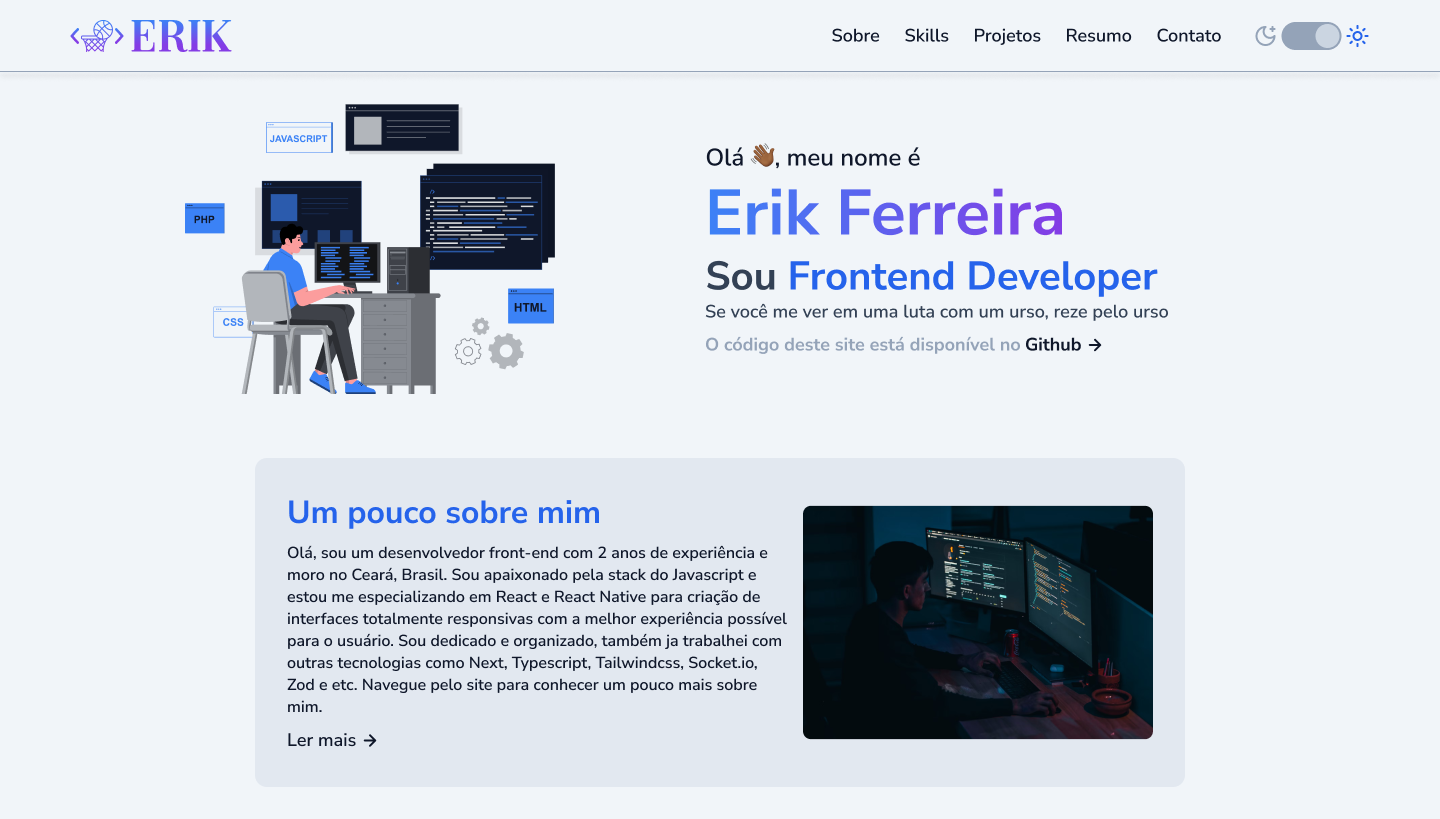 ERIK
Sobre
Skills
Projetos
Resumo
Contato
JAVASCRIPT
PHP
CSS
HTML
Olá 👋🏾, meu nome é
Erik Ferreira
Sou Frontend Developer
Se você me ver em uma luta com um urso, reze pelo urso
O código deste site está disponível no Github →
Um pouco sobre mim
Olá, sou um desenvolvedor front-end com 2 anos de experiência e
moro no Ceará, Brasil. Sou apaixonado pela stack do Javascript e
estou me especializando em React e React Native para criação de
interfaces totalmente responsivas com a melhor experiência possível
para o usuário. Sou dedicado e organizado, também ja trabalhei com
outras tecnologias como Next, Typescript, Tailwindcss, Socket.io,
Zod e etc. Navegue pelo site para conhecer um pouco mais sobre
mim.
Ler mais →